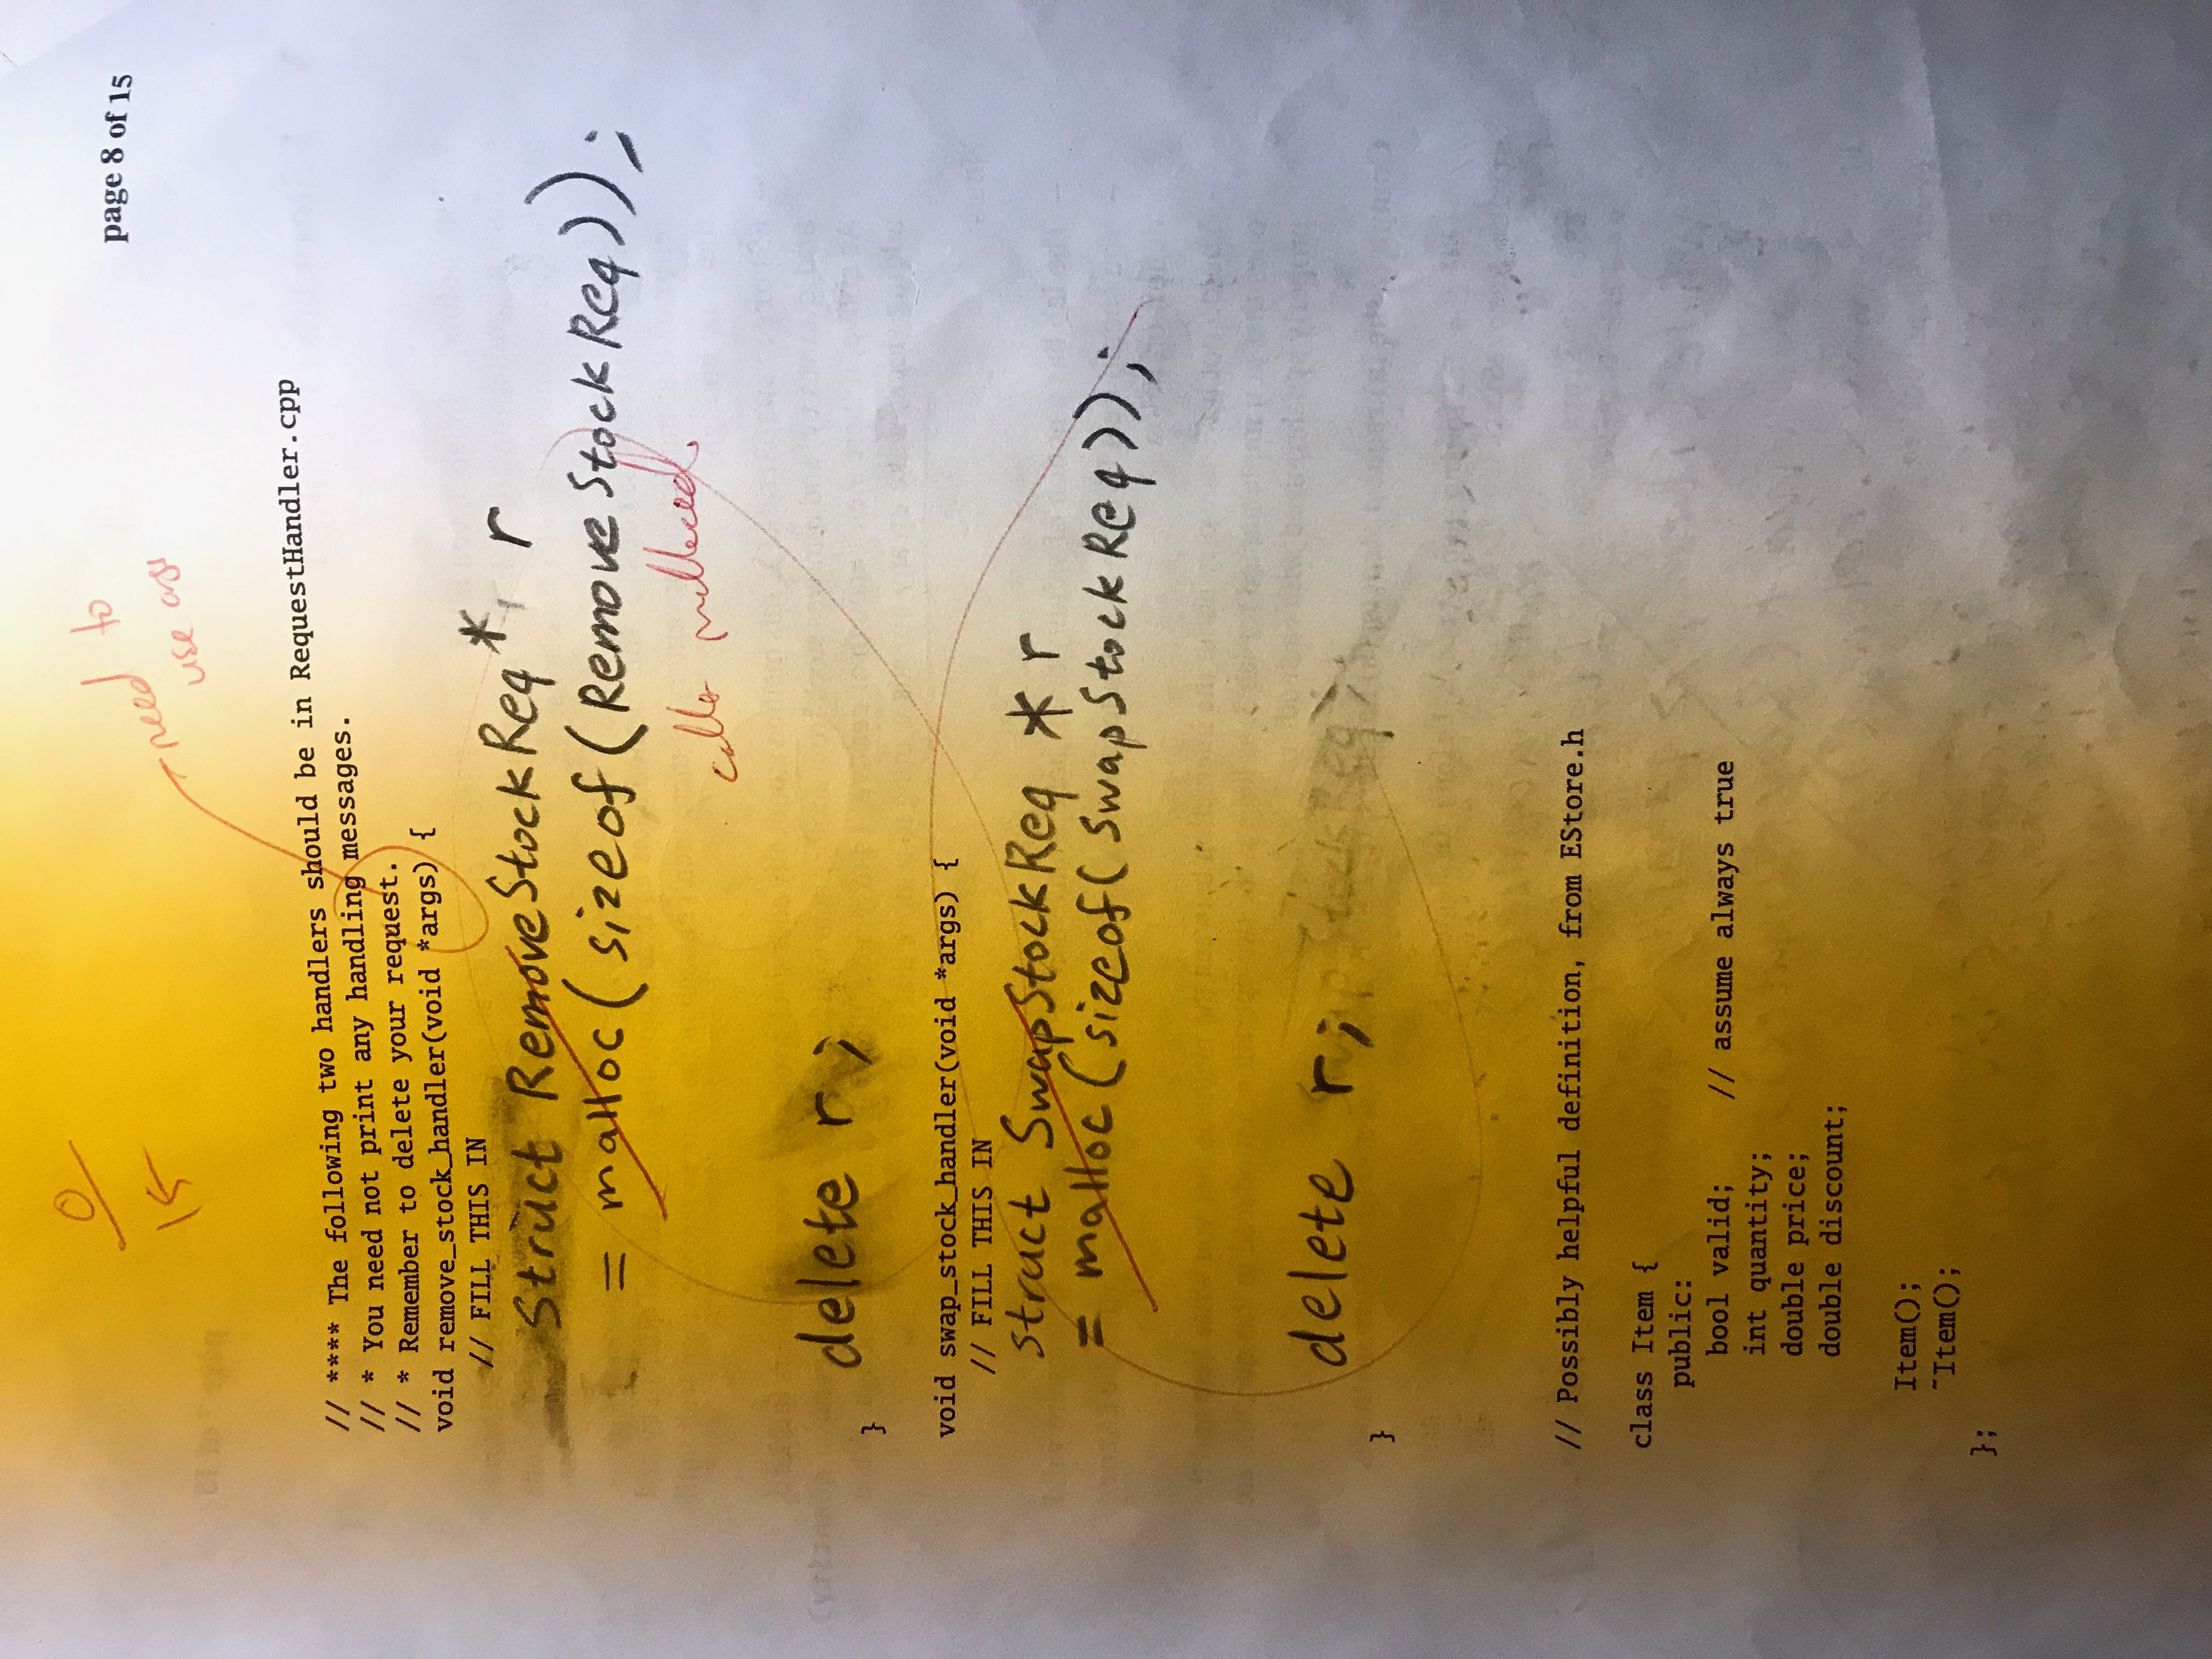 0
15
need to
use args
page 8 of 15
// **** The following two handlers should be in RequestHandler.cpp
// * You need not print any handling messages.
// * Remember to delete your request.
void remove_stock_handler(void *args) {
// FILL THIS IN
Struct RemoveStockReq* r
= malloc(sizeof(RemoveStockReq));
malloced.
delete r;
}
void swap_stock_handler(void *args) {
// FILL THIS IN
struct SwapStockReq * r
= malloc(sizeof(SwapStockReq));
delete r;
}
// Possibly helpful definition, from EStore.h
class Item {
public:
bool valid; // assume always true
int quantity;
double price;
double discount;
Item();
~Item();
};